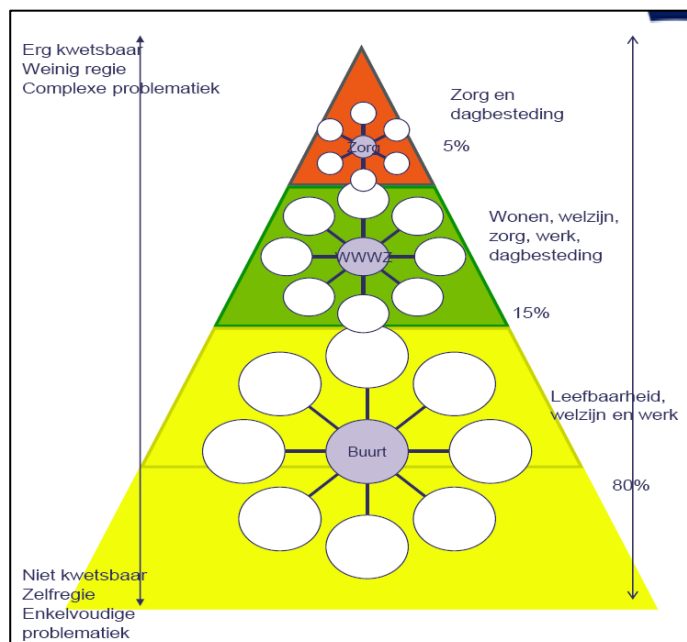 Erg kwetsbaar
Weinig regie
Complexe problematiek
Zorg en
dagbesteding
5%
Zorg
Wonen, welzijn,
zorg, werk,
dagbesteding
WWWZ
15%
Leefbaarheid,
welzijn en werk
Buurt
80%
Niet kwetsbaar
Zelfregie
Enkelvoudige
problematiek